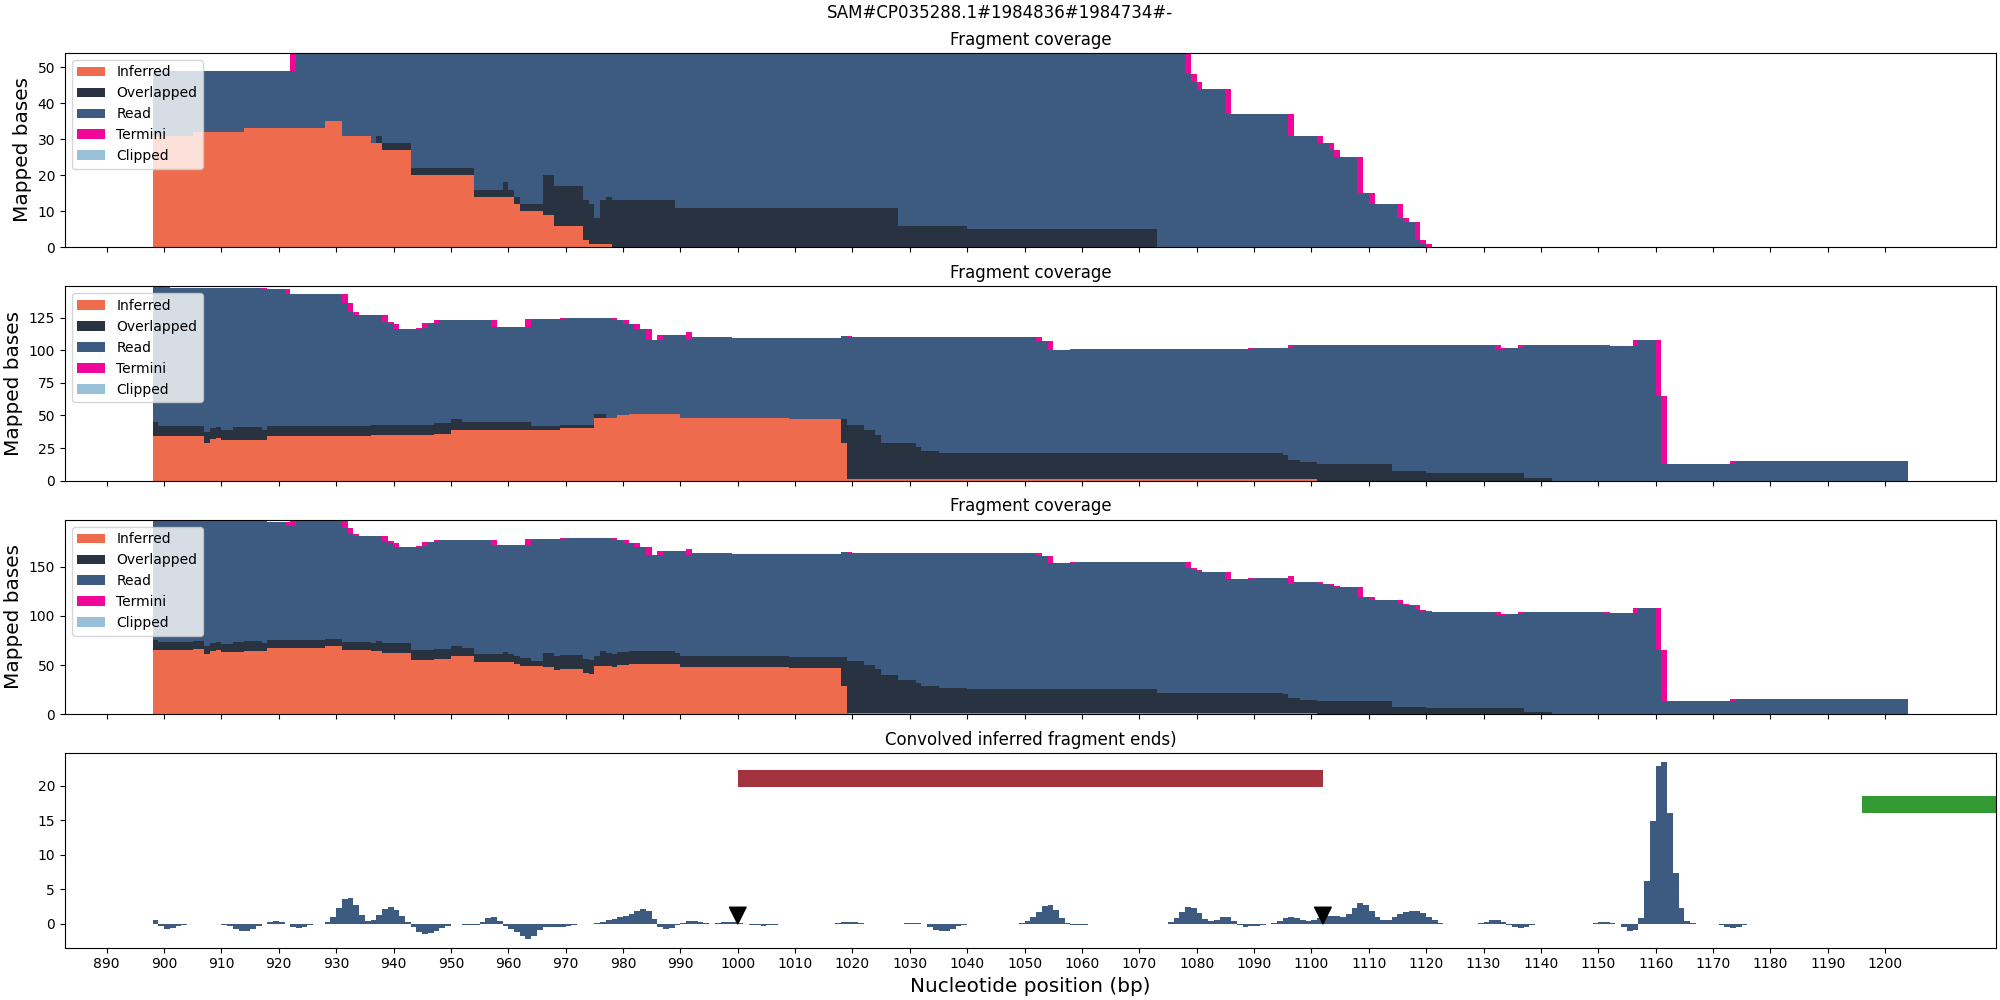 SAM#CP035288.1#1984836#1984734#-
Fragment coverage
Mapped bases
50
40
30
20
10
0
Inferred
Overlapped
Read
Termini
Clipped
Fragment coverage
Mapped bases
125
100
75
50
25
0
Inferred
Overlapped
Read
Termini
Clipped
Fragment coverage
Mapped bases
150
100
50
0
Inferred
Overlapped
Read
Termini
Clipped
Convolved inferred fragment ends)
20
15
10
5
0
890 900 910 920 930 940 950 960 970 980 990 1000 1010 1020 1030 1040 1050 1060 1070 1080 1090 1100 1110 1120 1130 1140 1150 1160 1170 1180 1190 1200
Nucleotide position (bp)